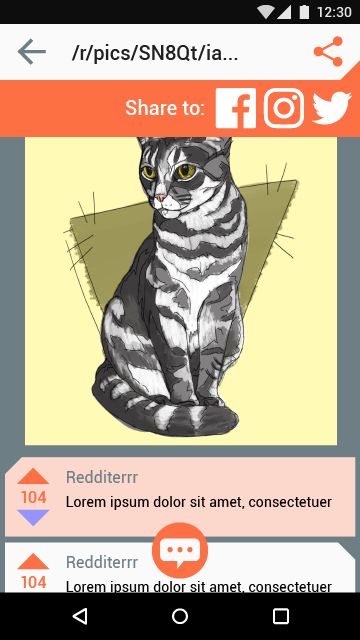 12:30
/r/pics/SN8Qt/ia...
Share to:
Redditerrr
104
Lorem ipsum dolor sit amet, consectetuer
Redditerrr
104
Lorem ipsum dolor sit amet, consectetuer